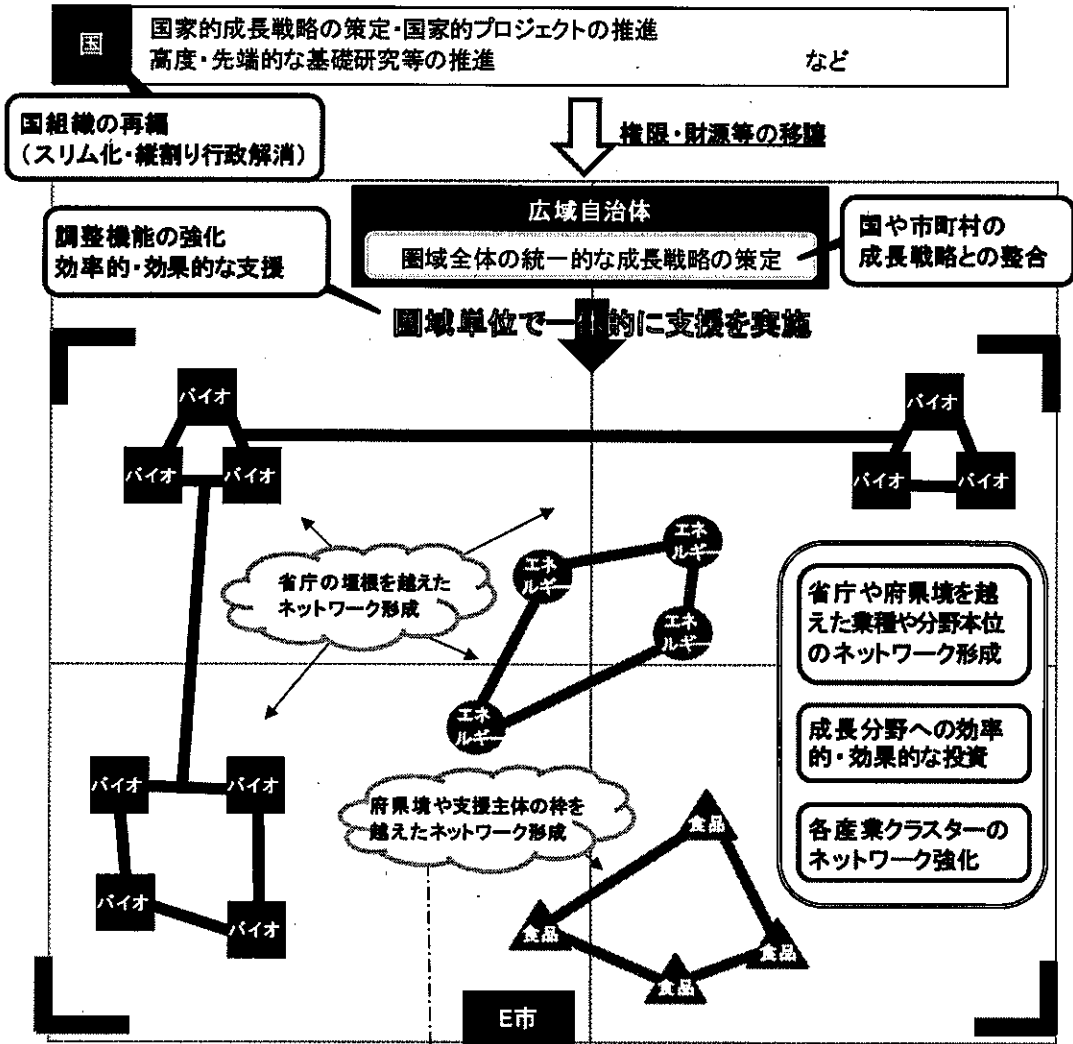 国
国家的成長戦略の策定・国家的プロジェクトの推進
高度・先端的な基礎研究等の推進 など
国組織の再編
(スリム化・縦割り行政解消)
権限・財源等の移譲
広域自治体
圏域全体の統一的な成長戦略の策定
国や市町村の
成長戦略との整合
調整機能の強化
効率的・効果的な支援
圏域単位で一体的に支援を実施
バイオ
バイオ
バイオ
バイオ
バイオ
バイオ
省庁の垣根を越えた
ネットワーク形成
エネ
ルギー
エネ
ルギー
エネ
ルギー
エネ
ルギー
省庁や府県境を越
えた業種や分野本位
のネットワーク形成
成長分野への効率
的・効果的な投資
各産業クラスターの
ネットワーク強化
バイオ
バイオ
バイオ
バイオ
府県境や支援主体の枠を
越えたネットワーク形成
食品
食品
食品
食品
E市